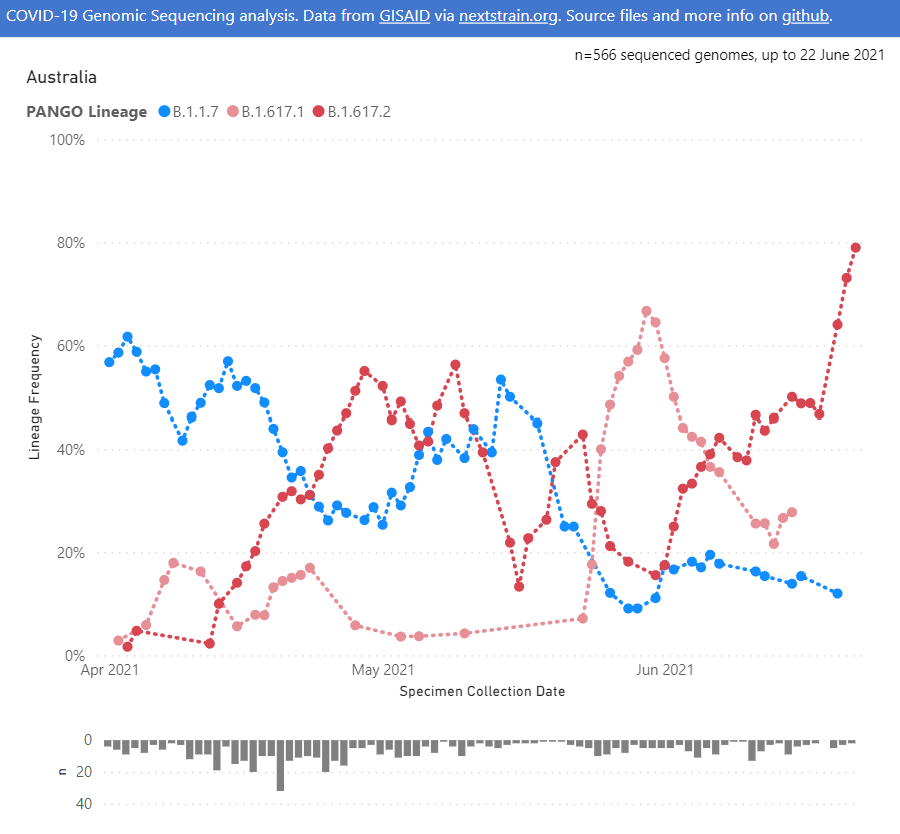 COVID-19 Genomic Sequencing analysis. Data from GISAID via nextstrain.org. Source files and more info on github.
n=566 sequenced genomes, up to 22 June 2021
Australia
PANGO Lineage B.1.1.7 B.1.617.1 B.1.617.2
100%
80%
60%
40%
20%
0%
Lineage Frequency
Apr 2021 May 2021 Jun 2021
Specimen Collection Date
0
20
40
n